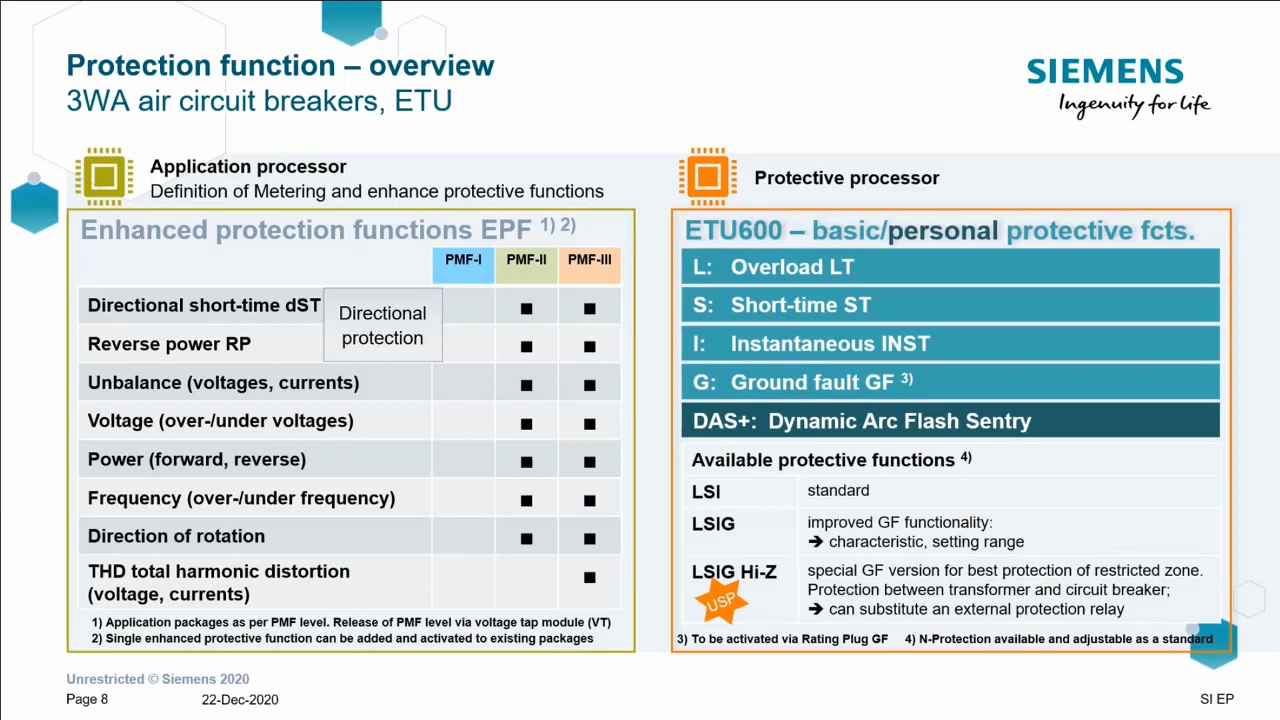 Protection function – overview
3WA air circuit breakers, ETU
SIEMENS
Ingenuity for life
Application processor
Definition of Metering and enhance protective functions
Enhanced protection functions EPF 1) 2)
PMF-I PMF-II PMF-III
Directional short-time dST ■ ■
Directional
protection
Reverse power RP ■ ■
Unbalance (voltages, currents) ■ ■
Voltage (over-/under voltages) ■ ■
Power (forward, reverse) ■ ■
Frequency (over-/under frequency) ■ ■
Direction of rotation ■ ■
THD total harmonic distortion ■
(voltage, currents)
1) Application packages as per PMF level. Release of PMF level via voltage tap module (VT)
2) Single enhanced protective function can be added and activated to existing packages
Protective processor
ETU600 – basic/personal protective fcts.
L: Overload LT
S: Short-time ST
I: Instantaneous INST
G: Ground fault GF 3)
DAS+: Dynamic Arc Flash Sentry
Available protective functions 4)
LSI standard
LSIG improved GF functionality:
➔ characteristic, setting range
LSIG Hi-Z special GF version for best protection of restricted zone.
Protection between transformer and circuit breaker;
➔ can substitute an external protection relay
USP
3) To be activated via Rating Plug GF 4) N-Protection available and adjustable as a standard
Unrestricted © Siemens 2020
Page 8 22-Dec-2020 SI EP